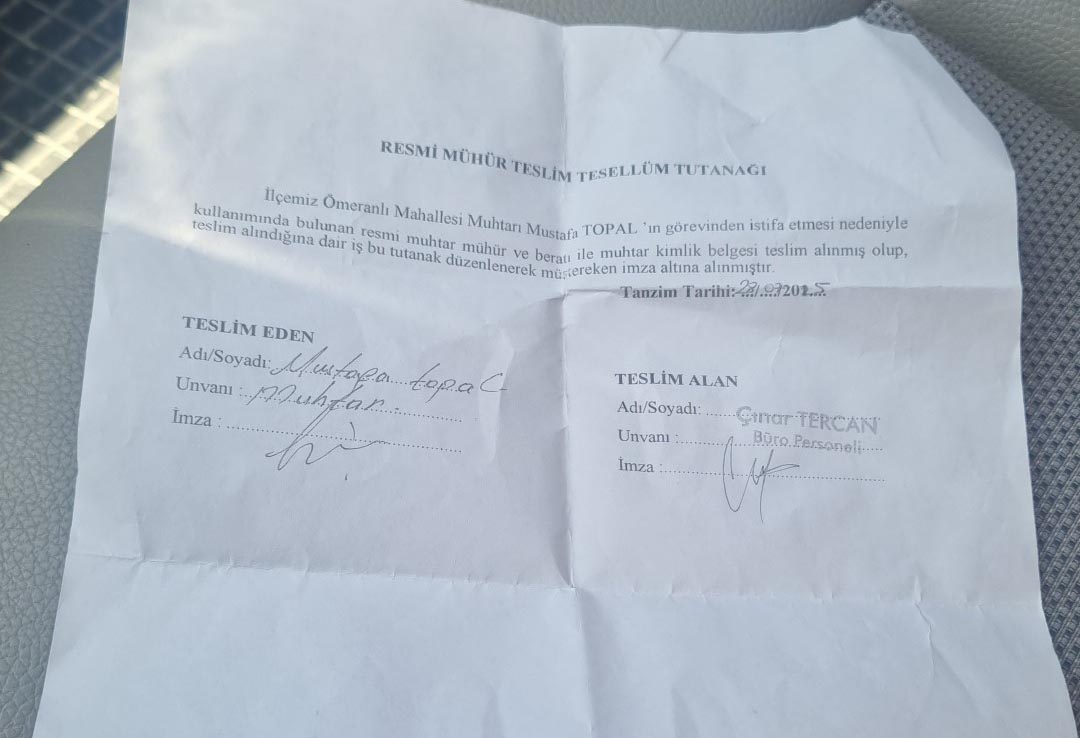 RESMİ MÜHÜR TESLİM TESELLÜM TUTANAĞI
İlçemiz Ömeranlı Mahallesi Muhtarı Mustafa TOPAL 'ın görevinden istifa etmesi nedeniyle
kullanımında bulunan resmi muhtar mühür ve beratı ile muhtar kimlik belgesi teslim alınmış olup,
teslim alındığına dair iş bu tutanak düzenlenerek müştereken imza altına alınmıştır.
Tanzim Tarihi:28/.07/2025
TESLİM EDEN
Adı/Soyadı: Mustafa topal
Unvanı : Muhtar
İmza :
TESLİM ALAN
Adı/Soyadı: Çınar TERCAN
Unvanı : Büro Personeli
İmza :